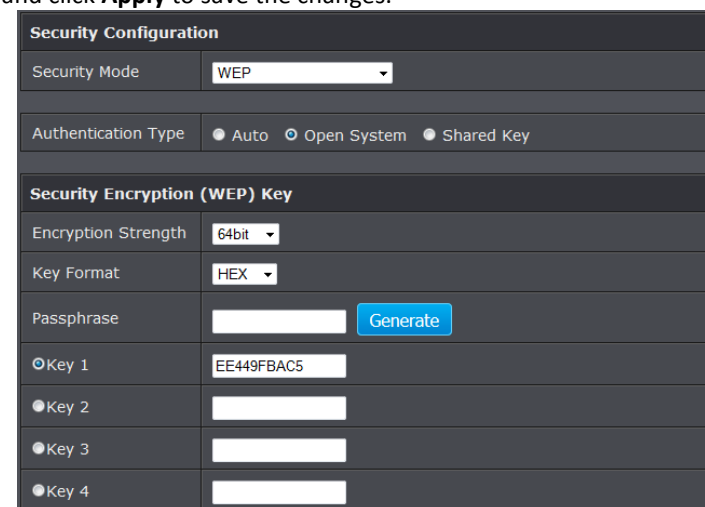 and click Apply to save the changes.
Security Configuration
Security Mode WEP
Authentication Type Auto Open System Shared Key
Security Encryption (WEP) Key
Encryption Strength 64bit
Key Format HEX
Passphrase Generate
Key 1 EE449FBAC5
Key 2
Key 3
Key 4